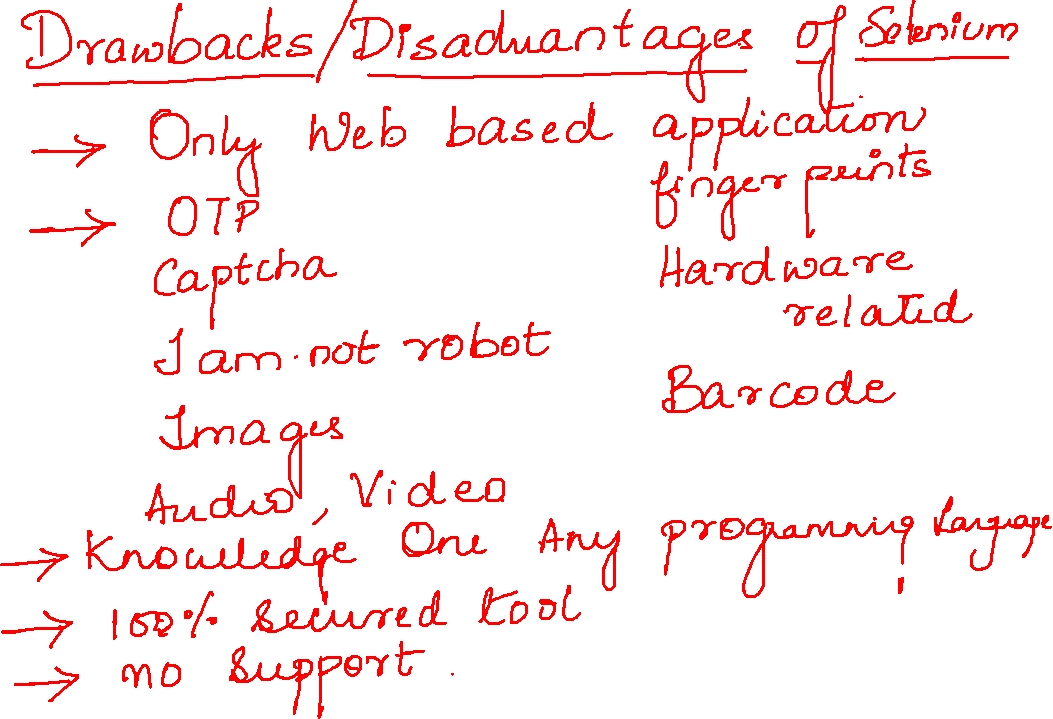 Drawbacks/Disadvantages of Selenium
→ Only Web based application
→ OTP
finger prints
Captcha
Hardware related
I am not robot
Barcode
Images
Audio, Video
→ Knowledge One Any programming Language
→ 100% Secured tool
→ no Support.